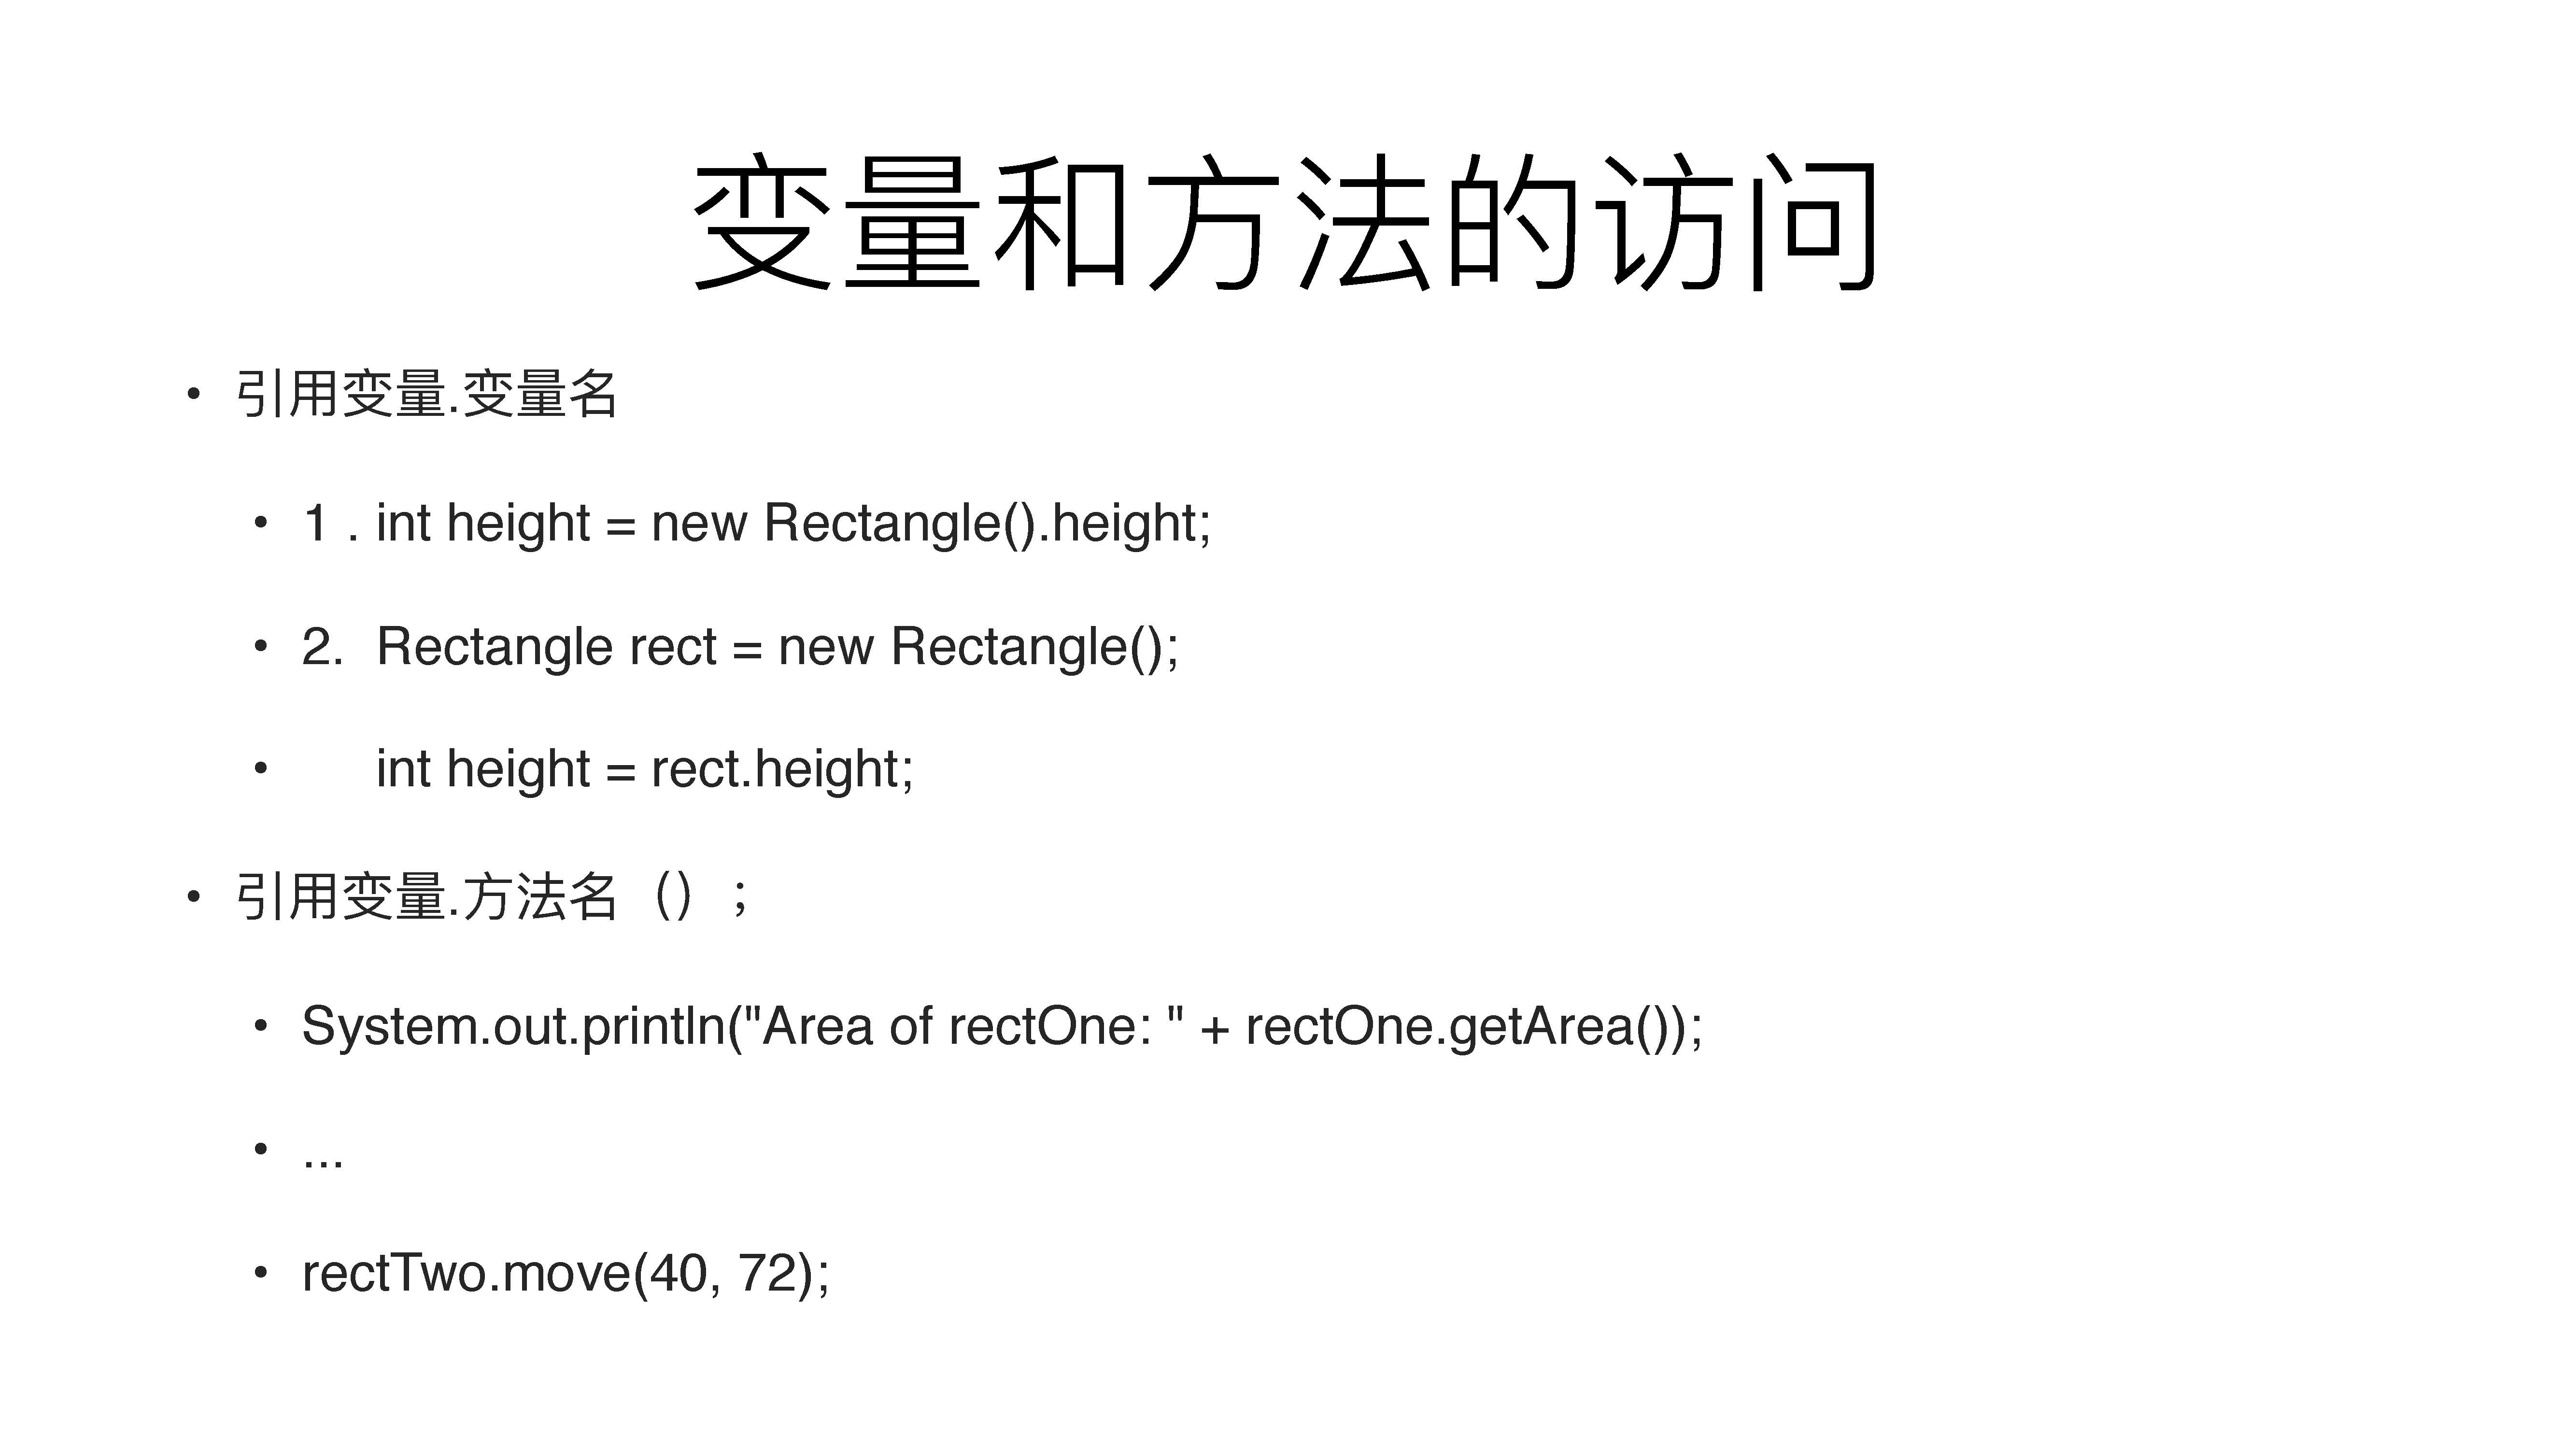 变量和方法的访问
• 引用变量.变量名
• 1 . int height = new Rectangle().height;
• 2. Rectangle rect = new Rectangle();
• int height = rect.height;
• 引用变量.方法名（）；
• System.out.println("Area of rectOne: " + rectOne.getArea());
• ...
• rectTwo.move(40, 72);